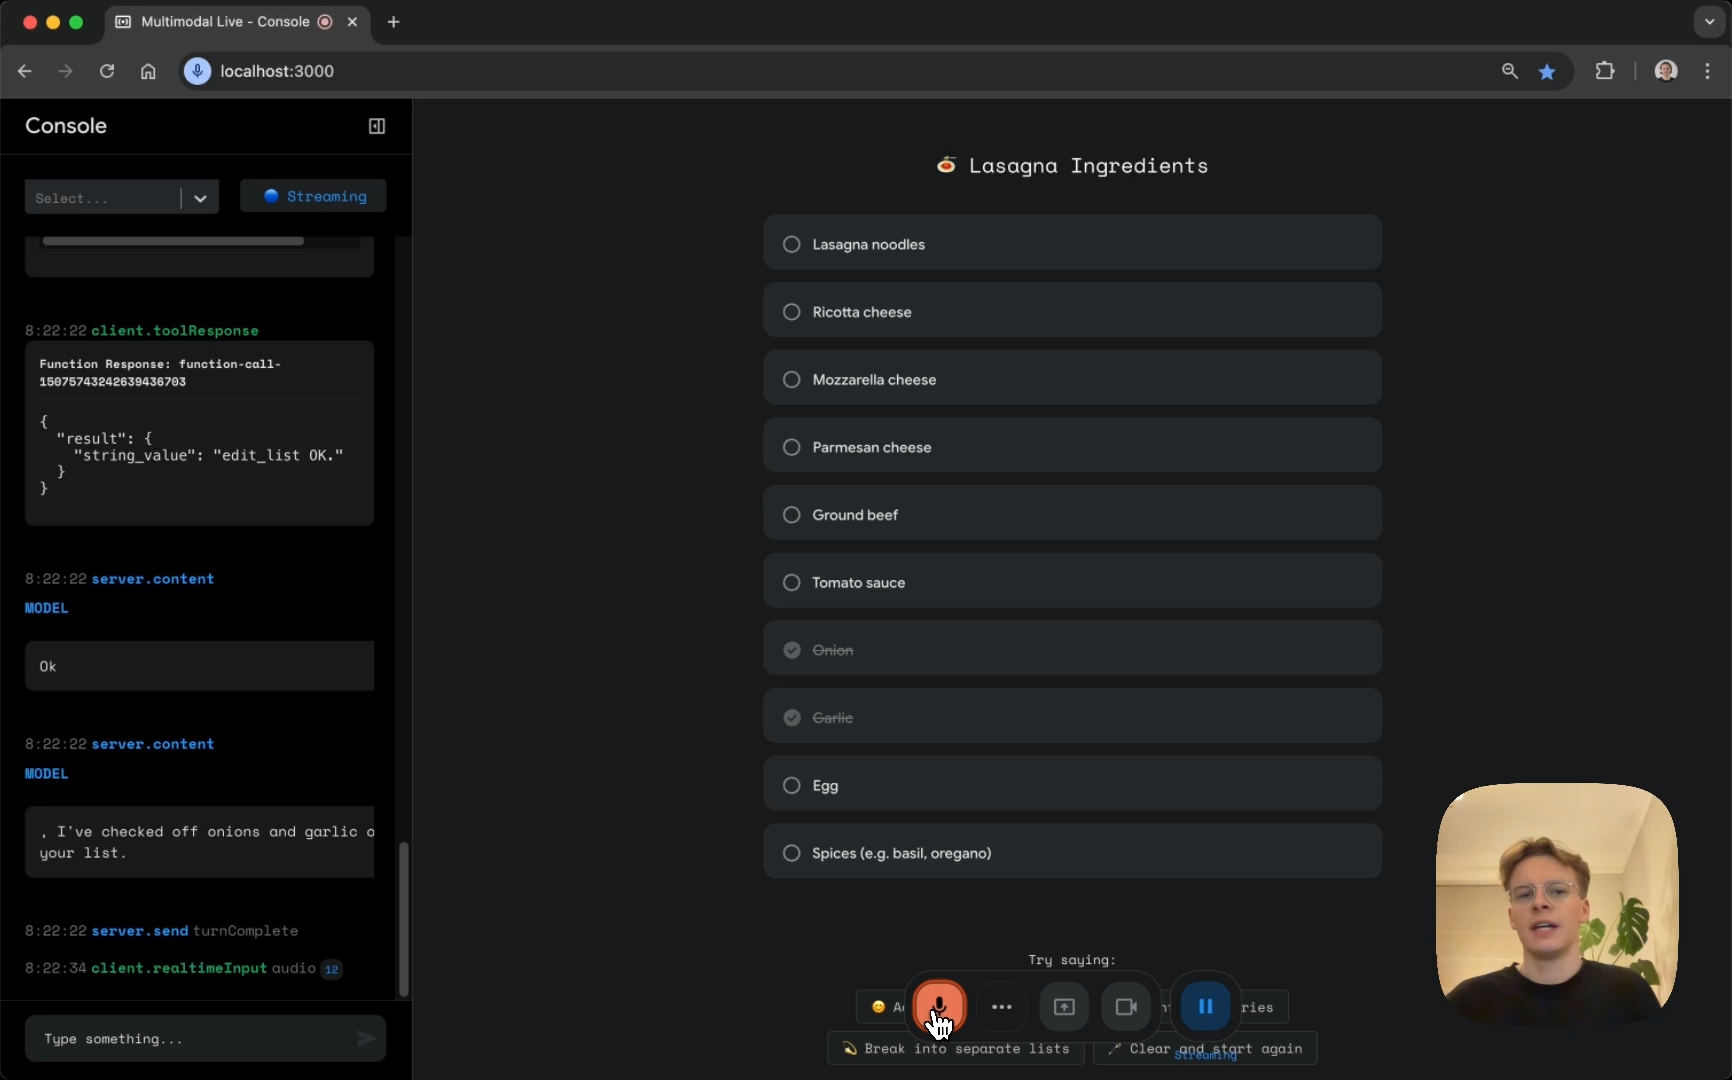 Multimodal Live - Console
localhost:3000
Console
Select...
Streaming
8:22:22 client.toolResponse
Function Response: function-call-
15075743242639436703
{
"result": {
"string_value": "edit_list OK."
}
}
8:22:22 server.content
MODEL
Ok
8:22:22 server.content
MODEL
, I've checked off onions and garlic o
your list.
8:22:22 server.send turnComplete
8:22:34 client.realtimeInput audio 12
Type something...
Lasagna Ingredients
Lasagna noodles
Ricotta cheese
Mozzarella cheese
Parmesan cheese
Ground beef
Tomato sauce
Onion
Garlic
Egg
Spices (e.g. basil, oregano)
Try saying:
Break into separate lists
Clear and start again
Streaming